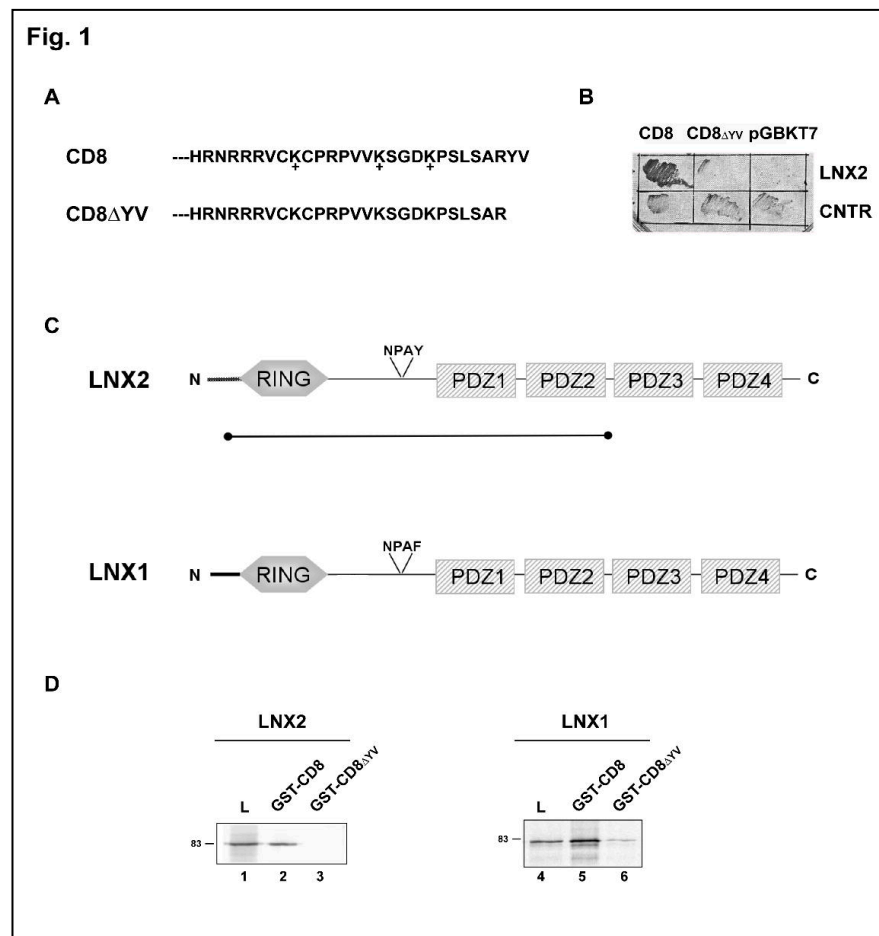 Fig. 1
A
CD8 ---HRNRRRVCKCPRPVVKSGDKPSLSARYV
+ + +
CD8ΔYV ---HRNRRRVCKCPRPVVKSGDKPSLSAR
B
CD8 CD8ΔYV pGBKT7
LNX2
CNTR
C
NPAY
LNX2 N RING PDZ1 PDZ2 PDZ3 PDZ4 C
NPAF
LNX1 N RING PDZ1 PDZ2 PDZ3 PDZ4 C
D
LNX2
L GST-CD8 GST-CD8ΔYV
83
1 2 3
LNX1
L GST-CD8 GST-CD8ΔYV
83
4 5 6